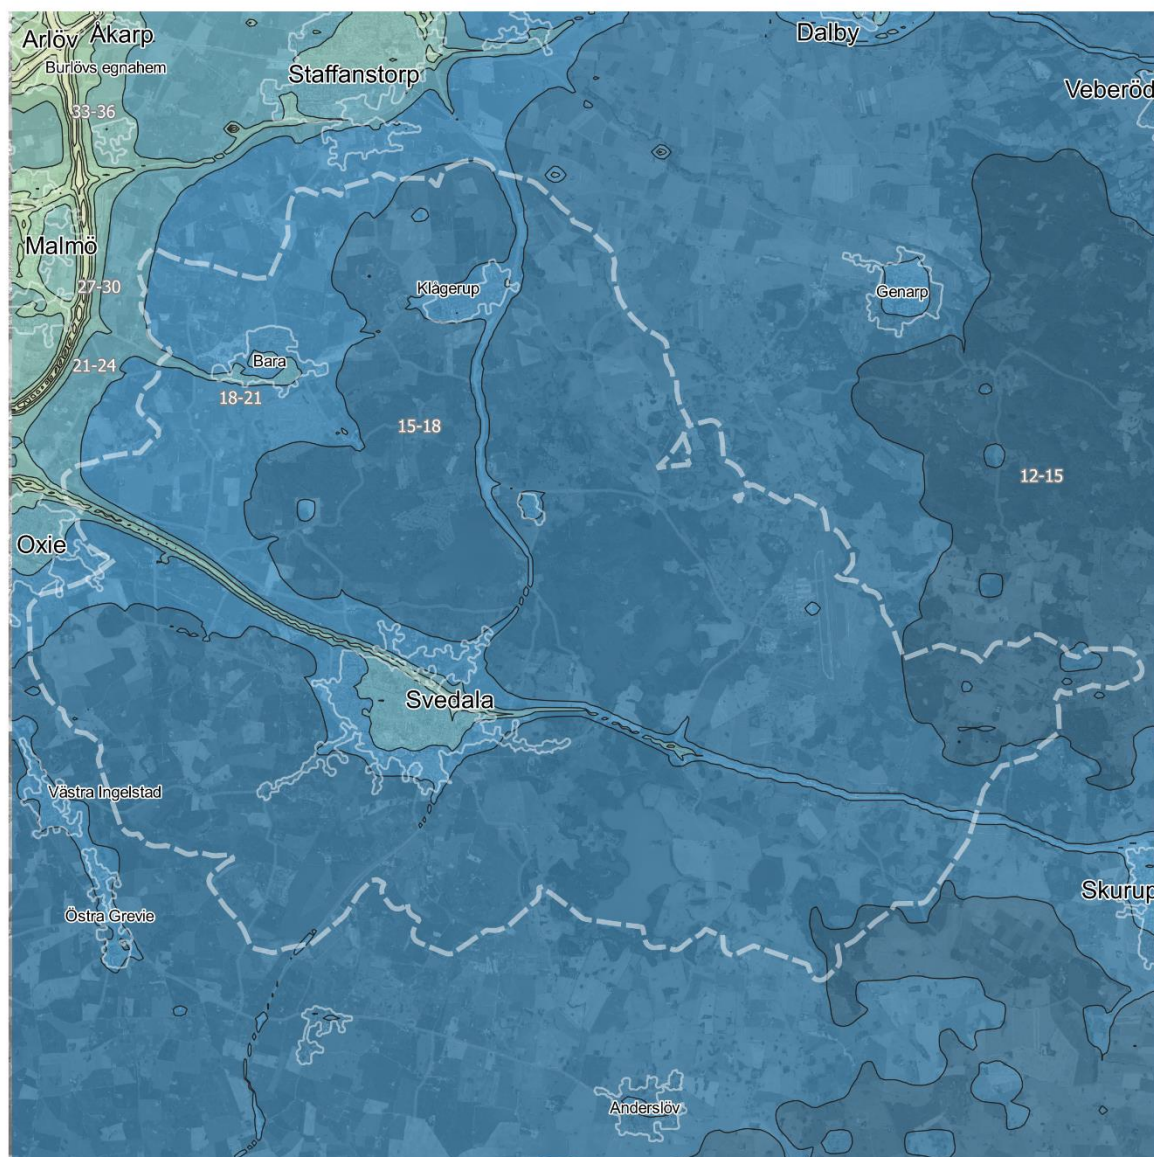 Arlöv
Åkarp
Burlövs egnahem
Staffanstorp
Dalby
Veberöd
33-36
Malmö
27-30
Klågerup
Genarp
21-24
Bara
18-21
15-18
12-15
Oxie
Svedala
Västra Ingelstad
Skurup
Östra Grevie
Anderslöv